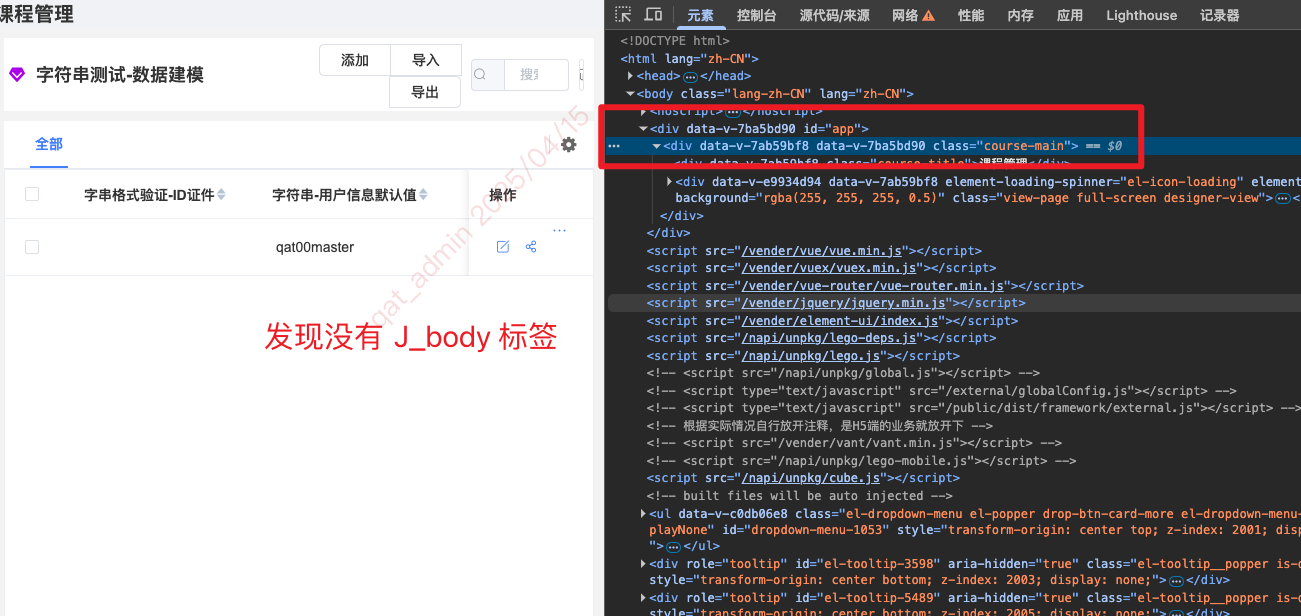 课程管理
字符串测试-数据建模
添加
导入
导出
全部
字串格式验证-ID证件
字符串-用户信息默认值
操作
qat00master
···
qat_admin 2025/04/15
发现没有 J_body 标签
元素
控制台
源代码/来源
网络
性能
内存
应用
Lighthouse
记录器
<!DOCTYPE html>
<html lang="zh-CN">
<head>…</head>
<body class="lang-zh-CN" lang="zh-CN">
<noscript>…</noscript>
<div data-v-7ba5bd90 id="app">
<div data-v-7ab59bf8 data-v-7ba5bd90 class="course-main"> == $0
<div data-v-7ab59bf8 class="course-title">课程管理</div>
<div data-v-e9934d94 data-v-7ab59bf8 element-loading-spinner="el-icon-loading" element
background="rgba(255, 255, 255, 0.5)" class="view-page full-screen designer-view">…<
</div>
</div>
<script src="/vender/vue/vue.min.js"></script>
<script src="/vender/vuex/vuex.min.js"></script>
<script src="/vender/vue-router/vue-router.min.js"></script>
<script src="/vender/jquery/jquery.min.js"></script>
<script src="/vender/element-ui/index.js"></script>
<script src="/napi/unpkg/lego-deps.js"></script>
<script src="/napi/unpkg/lego.js"></script>
<!-- <script src="/napi/unpkg/global.js"></script> -->
<!-- <script type="text/javascript" src="/external/globalConfig.js"></script> -->
<!-- <script type="text/javascript" src="/public/dist/framework/external.js"></script> -->
<!-- 根据实际情况自行放开注释，是H5端的业务就放开下 -->
<!-- <script src="/vender/vant/vant.min.js"></script> -->
<!-- <script src="/napi/unpkg/lego-mobile.js"></script> -->
<script src="/napi/unpkg/cube.js"></script>
<!-- built files will be auto injected -->
<ul data-v-c0db06e8 class="el-dropdown-menu el-popper drop-btn-card-more el-dropdown-menu-
playNone" id="dropdown-menu-1053" style="transform-origin: center top; z-index: 2001; disp
">…</ul>
<div role="tooltip" id="el-tooltip-3598" aria-hidden="true" class="el-tooltip__popper is-d
style="transform-origin: center bottom; z-index: 2003; display: none;">…</div>
<div role="tooltip" id="el-tooltip-5489" aria-hidden="true" class="el-tooltip__popper is-d
style="transform-origin: center bottom; z-index: 2005; display: none;">…</div>